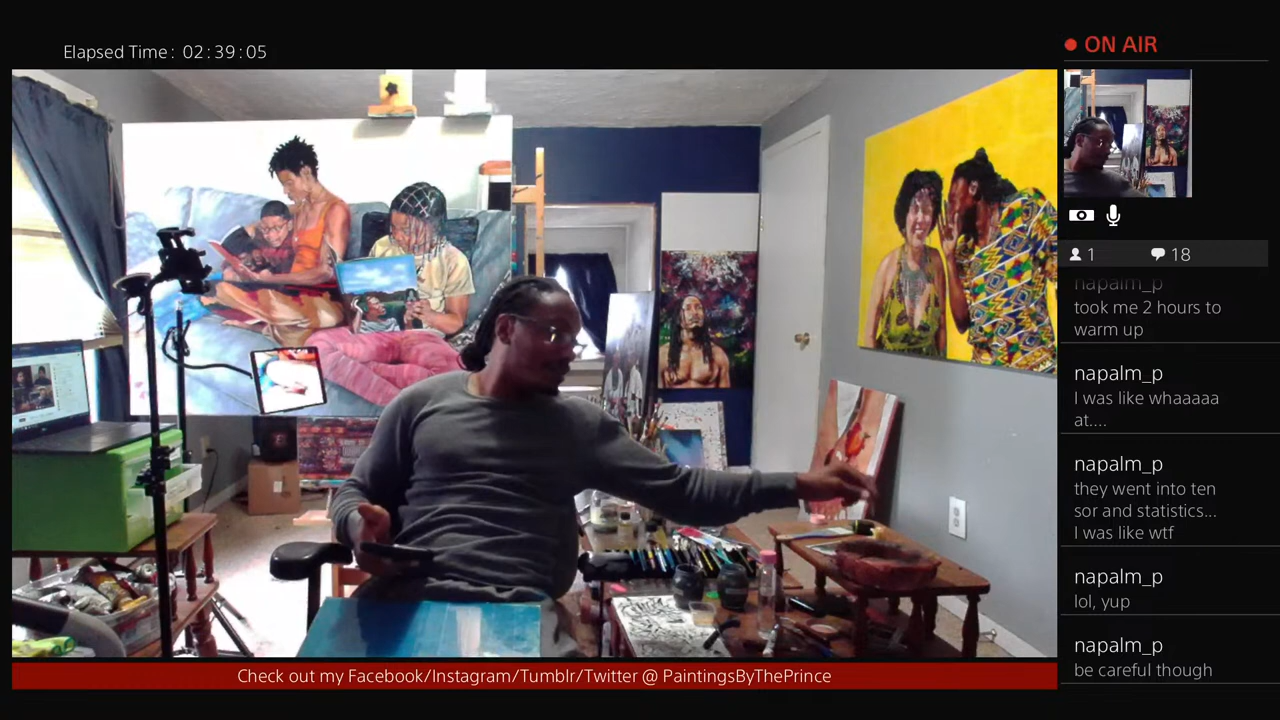 Elapsed Time: 02:39:05
ON AIR
1
18
napalm_p
took me 2 hours to
warm up
napalm_p
I was like whaaaaa
at....
napalm_p
they went into ten
sor and statistics...
I was like wtf
napalm_p
lol, yup
napalm_p
be careful though
Check out my Facebook/Instagram/Tumblr/Twitter @ PaintingsByThePrince